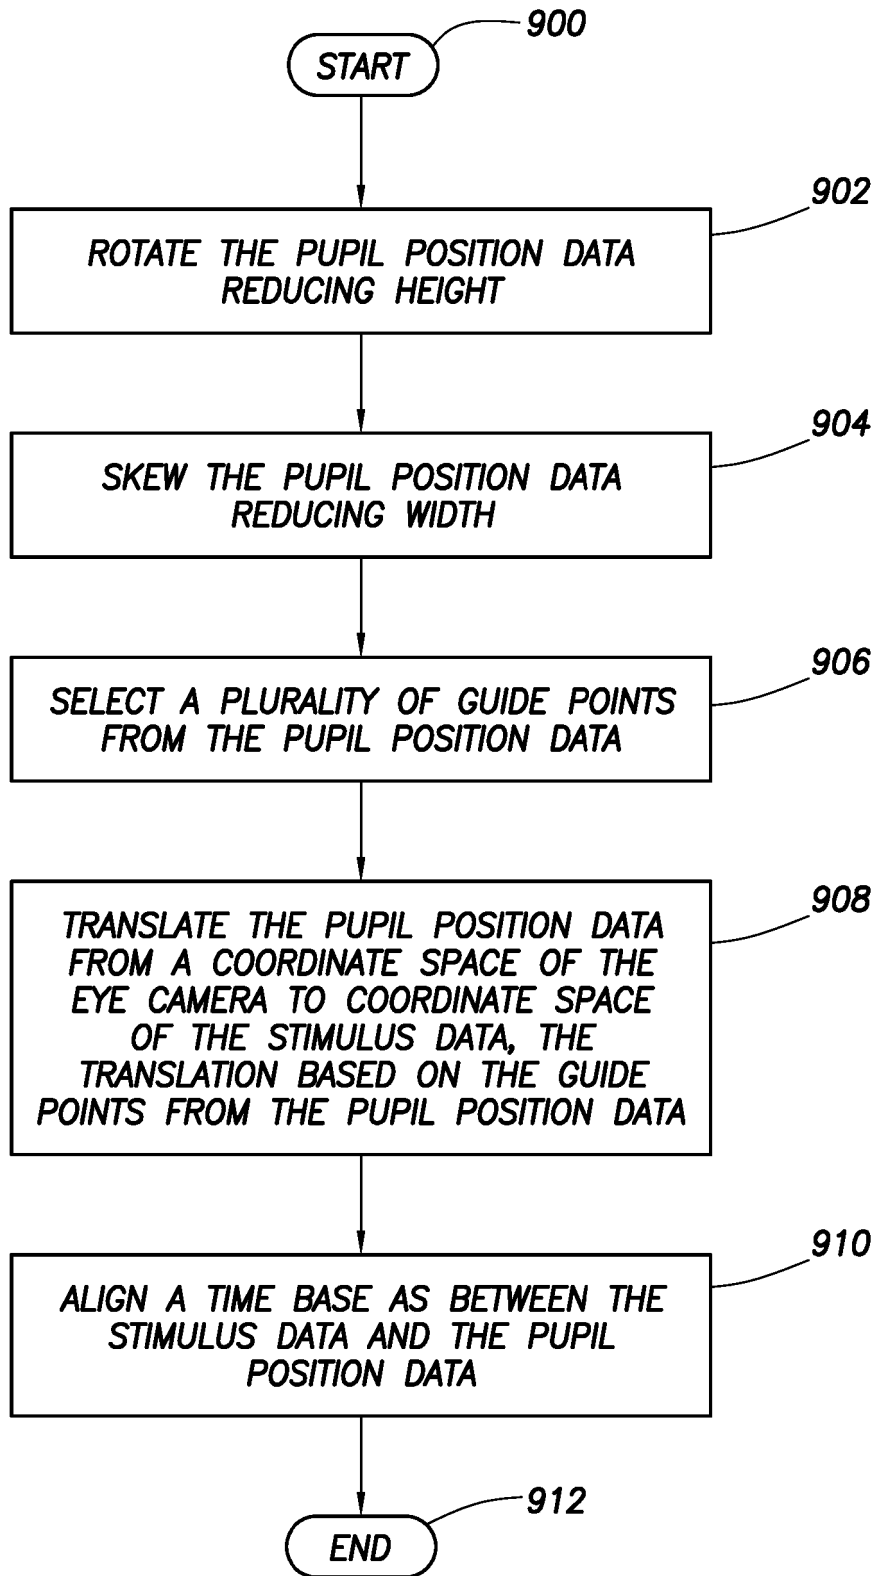 900
START
902
ROTATE THE PUPIL POSITION DATA
REDUCING HEIGHT
904
SKEW THE PUPIL POSITION DATA
REDUCING WIDTH
906
SELECT A PLURALITY OF GUIDE POINTS
FROM THE PUPIL POSITION DATA
908
TRANSLATE THE PUPIL POSITION DATA
FROM A COORDINATE SPACE OF THE
EYE CAMERA TO COORDINATE SPACE
OF THE STIMULUS DATA, THE
TRANSLATION BASED ON THE GUIDE
POINTS FROM THE PUPIL POSITION DATA
910
ALIGN A TIME BASE AS BETWEEN THE
STIMULUS DATA AND THE PUPIL
POSITION DATA
912
END